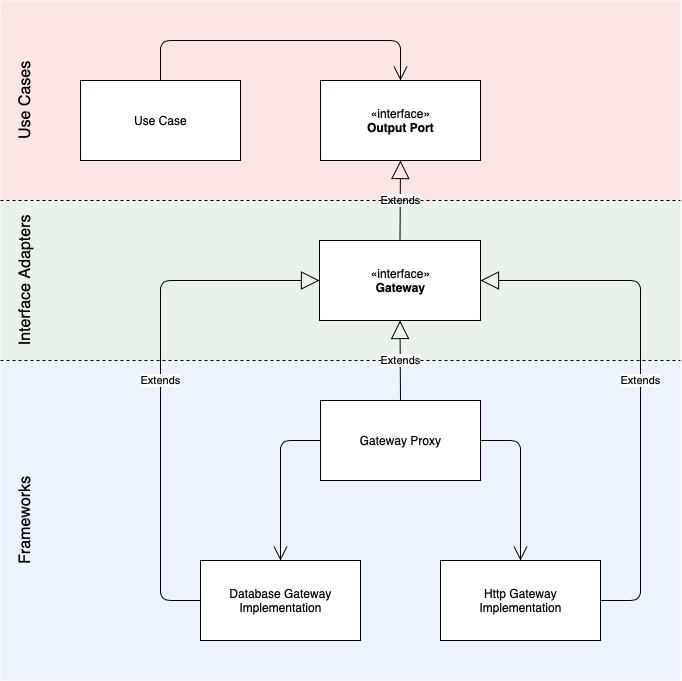 Use Cases
Use Case
«interface»
Output Port
Extends
Interface Adapters
«interface»
Gateway
Extends
Extends
Extends
Frameworks
Gateway Proxy
Database Gateway
Implementation
Http Gateway
Implementation